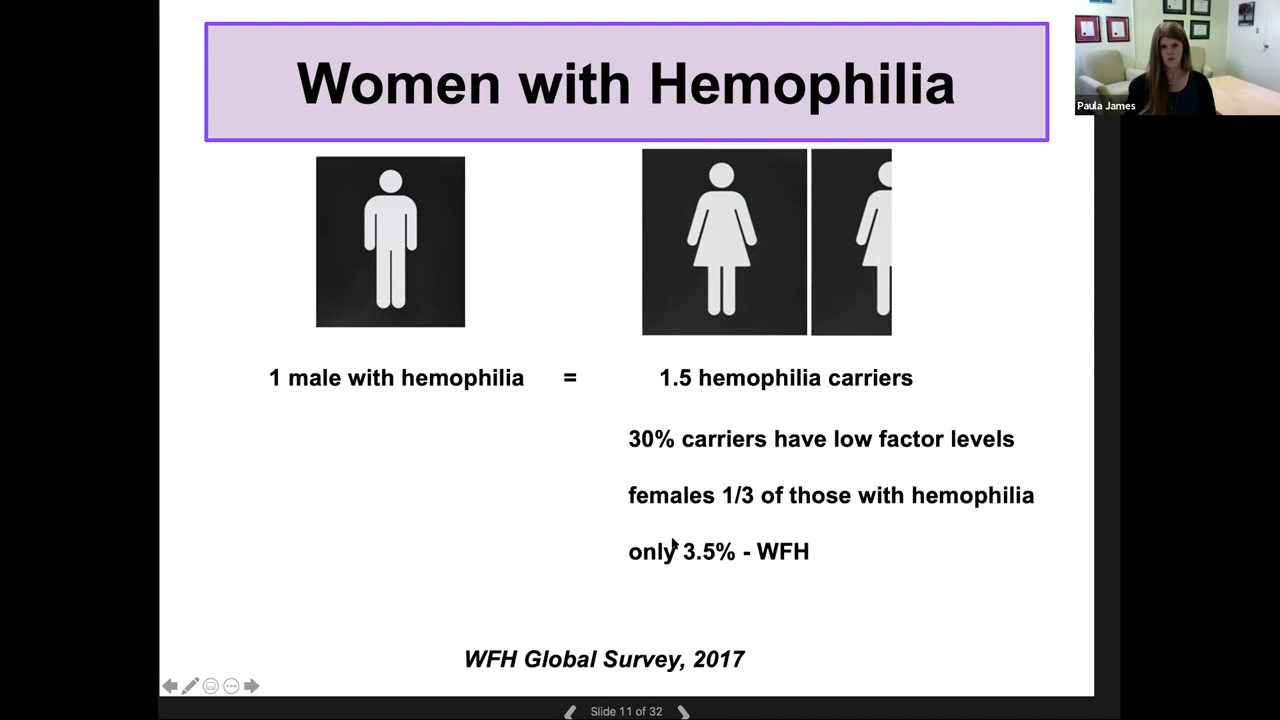 Women with Hemophilia
Paula James
1 male with hemophilia = 1.5 hemophilia carriers
30% carriers have low factor levels
females 1/3 of those with hemophilia
only 3.5% - WFH
WFH Global Survey, 2017
Slide 11 of 32